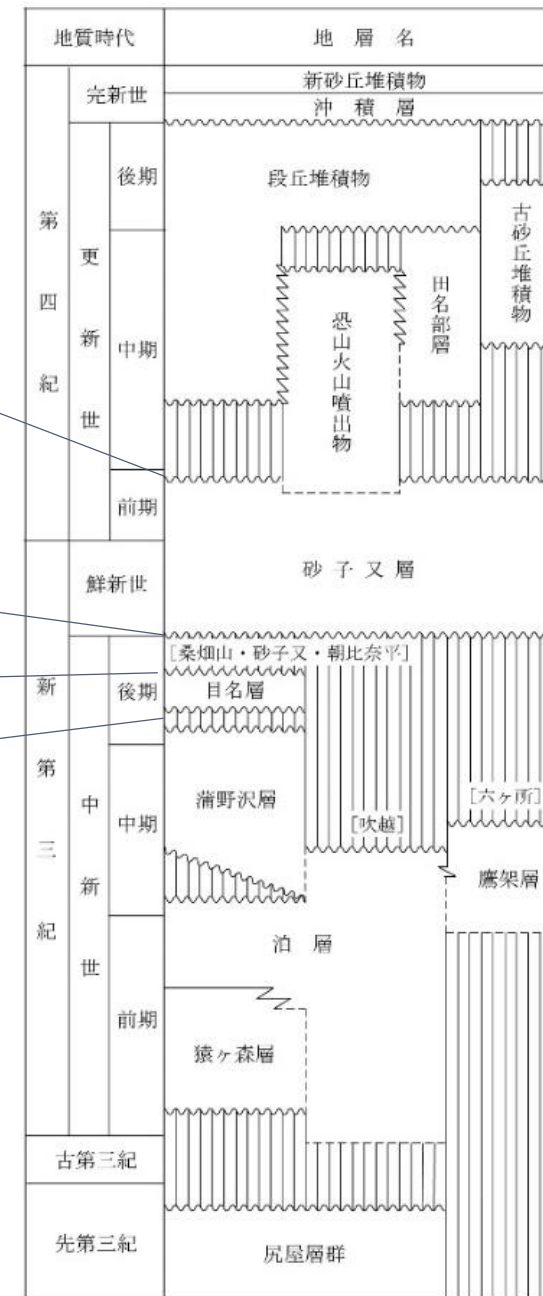 地質時代
地層名
完新世
新砂丘堆積物
沖積層
第四紀
更新世
後期
段丘堆積物
古砂丘堆積物
中期
田名部層
恐山火山噴出物
前期
砂子又層
鮮新世
新第三紀
中新世
後期
[桑畑山・砂子又・朝比奈平]
目名層
中期
蒲野沢層
[吹越]
[六ヶ所]
鷹架層
泊層
前期
猿ヶ森層
古第三紀
先第三紀
尻屋層群